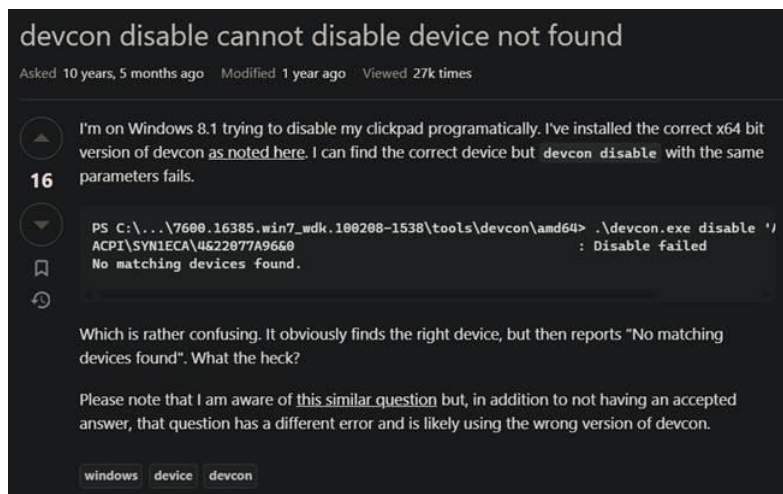 devcon disable cannot disable device not found
Asked 10 years, 5 months ago Modified 1 year ago Viewed 27k times
I'm on Windows 8.1 trying to disable my clickpad programatically. I've installed the correct x64 bit
version of devcon as noted here. I can find the correct device but devcon disable with the same
16
parameters fails.
PS C:\...\7600.16385.win7_wdk.100208-1538\tools\devcon\amd64> .\devcon.exe disable '
ACPI\SYN1ECA\4&22077A96&0 : Disable failed
No matching devices found.
Which is rather confusing. It obviously finds the right device, but then reports "No matching
devices found". What the heck?
Please note that I am aware of this similar question but, in addition to not having an accepted
answer, that question has a different error and is likely using the wrong version of devcon.
windows device devcon